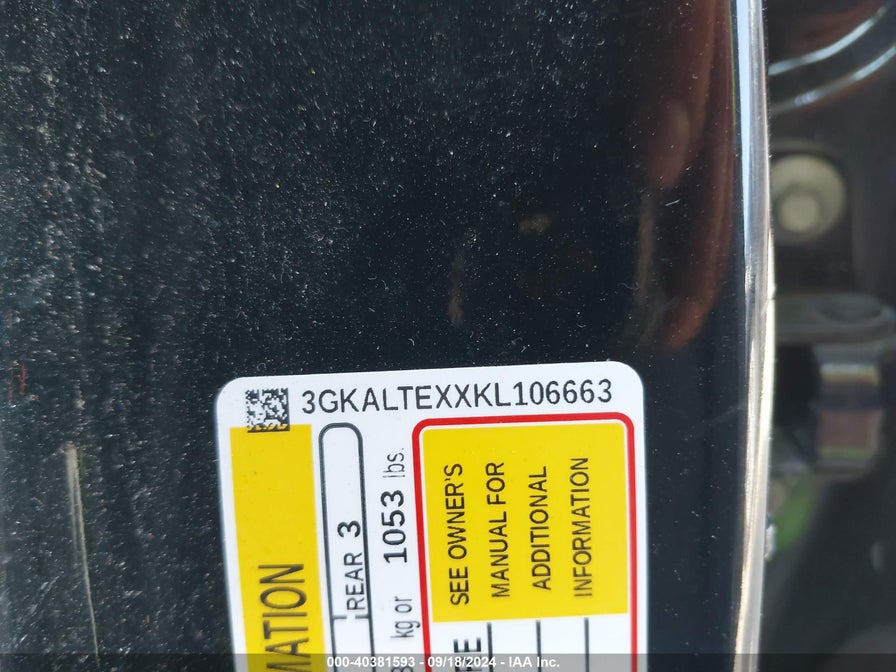 3GKALTEXXKL106663
MATION
REAR 3
kg or 1053 lbs.
SEE OWNER'S
MANUAL FOR
ADDITIONAL
INFORMATION
000-40381593 - 09/18/2024 - IAA Inc.